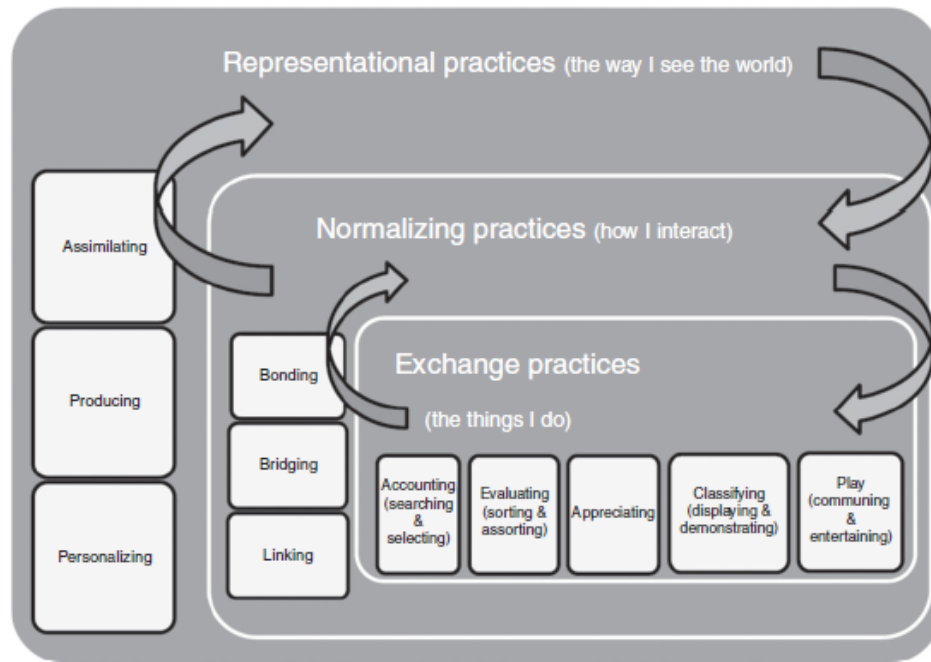 Representational practices (the way I see the world)
Normalizing practices (how I interact)
Exchange practices
(the things I do)
Assimilating
Producing
Personalizing
Bonding
Bridging
Linking
Accounting
(searching
&
selecting)
Evaluating
(sorting &
assorting)
Appreciating
Classifying
(displaying &
demonstrating)
Play
(communing
&
entertaining)